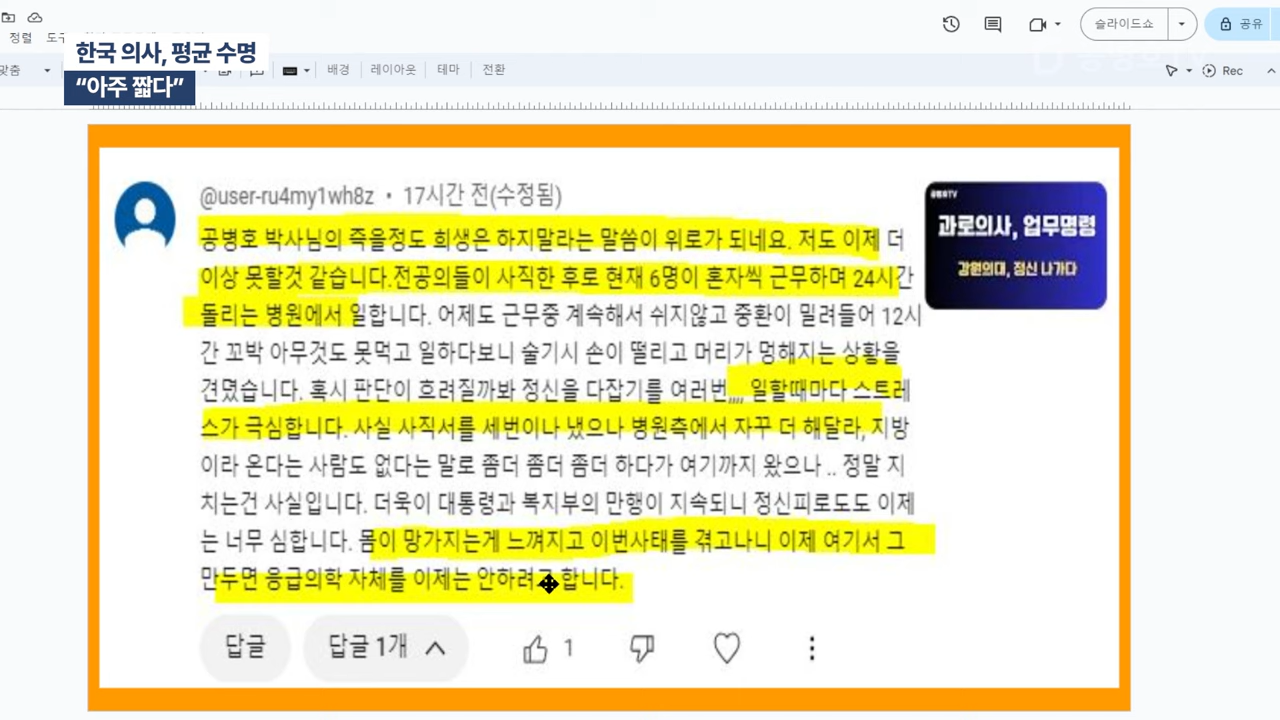 정렬
한국 의사, 평균 수명
“아주 짧다”
맞춤
배경
레이아웃
테마
전환
슬라이드쇼
공유
Rec
@user-ru4my1wh8z • 17시간 전(수정됨)
공병호 박사님의 죽을정도 희생은 하지말라는 말씀이 위로가 되네요. 저도 이제 더
이상 못할것 같습니다.전공의들이 사직한 후로 현재 6명이 혼자씩 근무하며 24시간
돌리는 병원에서 일합니다. 어제도 근무중 계속해서 쉬지않고 중환이 밀려들어 12시
간 꼬박 아무것도 못먹고 일하다보니 술기시 손이 떨리고 머리가 멍해지는 상황을
견뎠습니다. 혹시 판단이 흐려질까봐 정신을 다잡기를 여러번,,,, 일할때마다 스트레
스가 극심합니다. 사실 사직서를 세번이나 냈으나 병원측에서 자꾸 더 해달라, 지방
이라 온다는 사람도 없다는 말로 좀더 좀더 좀더 하다가 여기까지 왔으나 .. 정말 지
치는건 사실입니다. 더욱이 대통령과 복지부의 만행이 지속되니 정신피로도도 이제
는 너무 심합니다. 몸이 망가지는게 느껴지고 이번사태를 겪고나니 이제 여기서 그
만두면 응급의학 자체를 이제는 안하려고 합니다.
공병호TV
과로의사, 업무명령
강원의대, 정신 나가다
답글
답글 1개
1